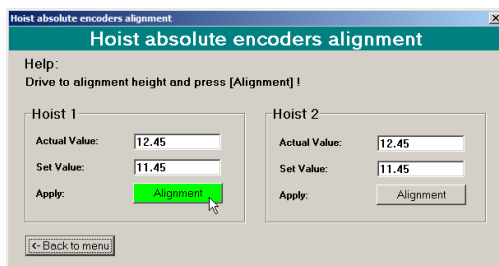 Hoist absolute encoders alignment
Hoist absolute encoders alignment
Help:
Drive to alignment height and press [Alignment] !
Hoist 1
Actual Value: 12.45
Set Value: 11.45
Apply: Alignment
Hoist 2
Actual Value: 12.45
Set Value: 11.45
Apply: Alignment
<- Back to menu